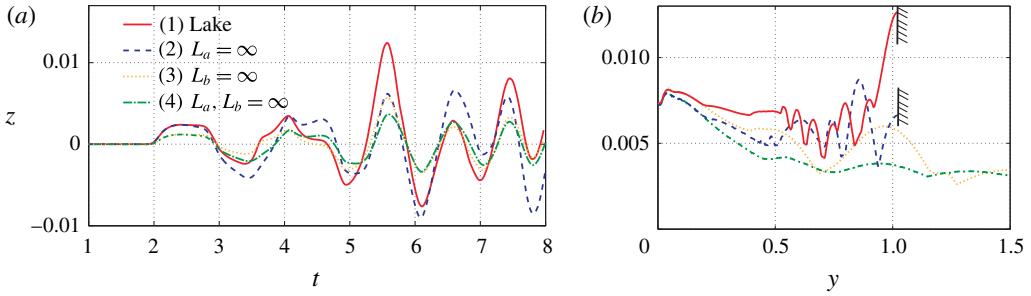 (a)
(b)
(1) Lake
(2) L_a = ∞
(3) L_b = ∞
(4) L_a, L_b = ∞
0.01
0
–0.01
z
1 2 3 4 5 6 7 8
t
0.010
0.005
0 0.5 1.0 1.5
y